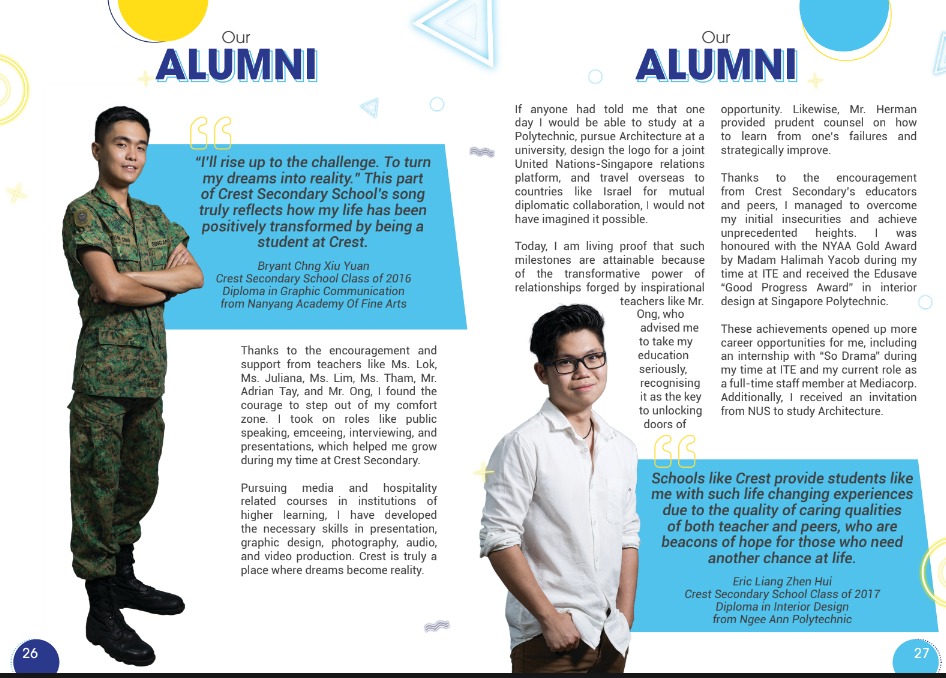 Our
ALUMNI
“I'll rise up to the challenge. To turn
my dreams into reality.” This part
of Crest Secondary School's song
truly reflects how my life has been
positively transformed by being a
student at Crest.
Bryant Chng Xiu Yuan
Crest Secondary School Class of 2016
Diploma in Graphic Communication
from Nanyang Academy Of Fine Arts
Thanks to the encouragement and
support from teachers like Ms. Lok,
Ms. Juliana, Ms. Lim, Ms. Tham, Mr.
Adrian Tay, and Mr. Ong, I found the
courage to step out of my comfort
zone. I took on roles like public
speaking, emceeing, interviewing, and
presentations, which helped me grow
during my time at Crest Secondary.
Pursuing media and hospitality
related courses in institutions of
higher learning, I have developed
the necessary skills in presentation,
graphic design, photography, audio,
and video production. Crest is truly a
place where dreams become reality.
26
Our
ALUMNI
If anyone had told me that one
day I would be able to study at a
Polytechnic, pursue Architecture at a
university, design the logo for a joint
United Nations-Singapore relations
platform, and travel overseas to
countries like Israel for mutual
diplomatic collaboration, I would not
have imagined it possible.
Today, I am living proof that such
milestones are attainable because
of the transformative power of
relationships forged by inspirational
teachers like Mr.
Ong, who
advised me
to take my
education
seriously,
recognising
it as the key
to unlocking
doors of
opportunity. Likewise, Mr. Herman
provided prudent counsel on how
to learn from one's failures and
strategically improve.
Thanks to the encouragement
from Crest Secondary's educators
and peers, I managed to overcome
my initial insecurities and achieve
unprecedented heights. I was
honoured with the NYAA Gold Award
by Madam Halimah Yacob during my
time at ITE and received the Edusave
“Good Progress Award” in interior
design at Singapore Polytechnic.
These achievements opened up more
career opportunities for me, including
an internship with “So Drama” during
my time at ITE and my current role as
a full-time staff member at Mediacorp.
Additionally, I received an invitation
from NUS to study Architecture.
Schools like Crest provide students like
me with such life changing experiences
due to the quality of caring qualities
of both teacher and peers, who are
beacons of hope for those who need
another chance at life.
Eric Liang Zhen Hui
Crest Secondary School Class of 2017
Diploma in Interior Design
from Ngee Ann Polytechnic
27